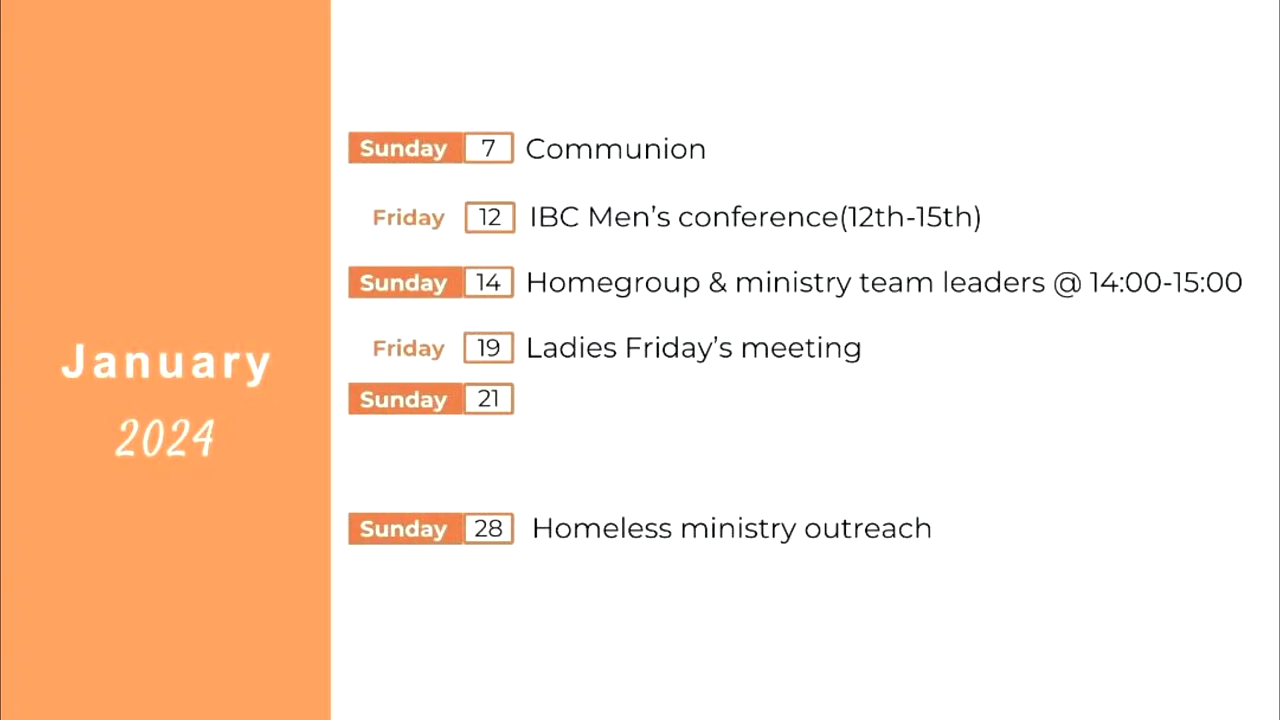 January
2024
Sunday 7 Communion
Friday 12 IBC Men's conference(12th-15th)
Sunday 14 Homegroup & ministry team leaders @ 14:00-15:00
Friday 19 Ladies Friday's meeting
Sunday 21
Sunday 28 Homeless ministry outreach